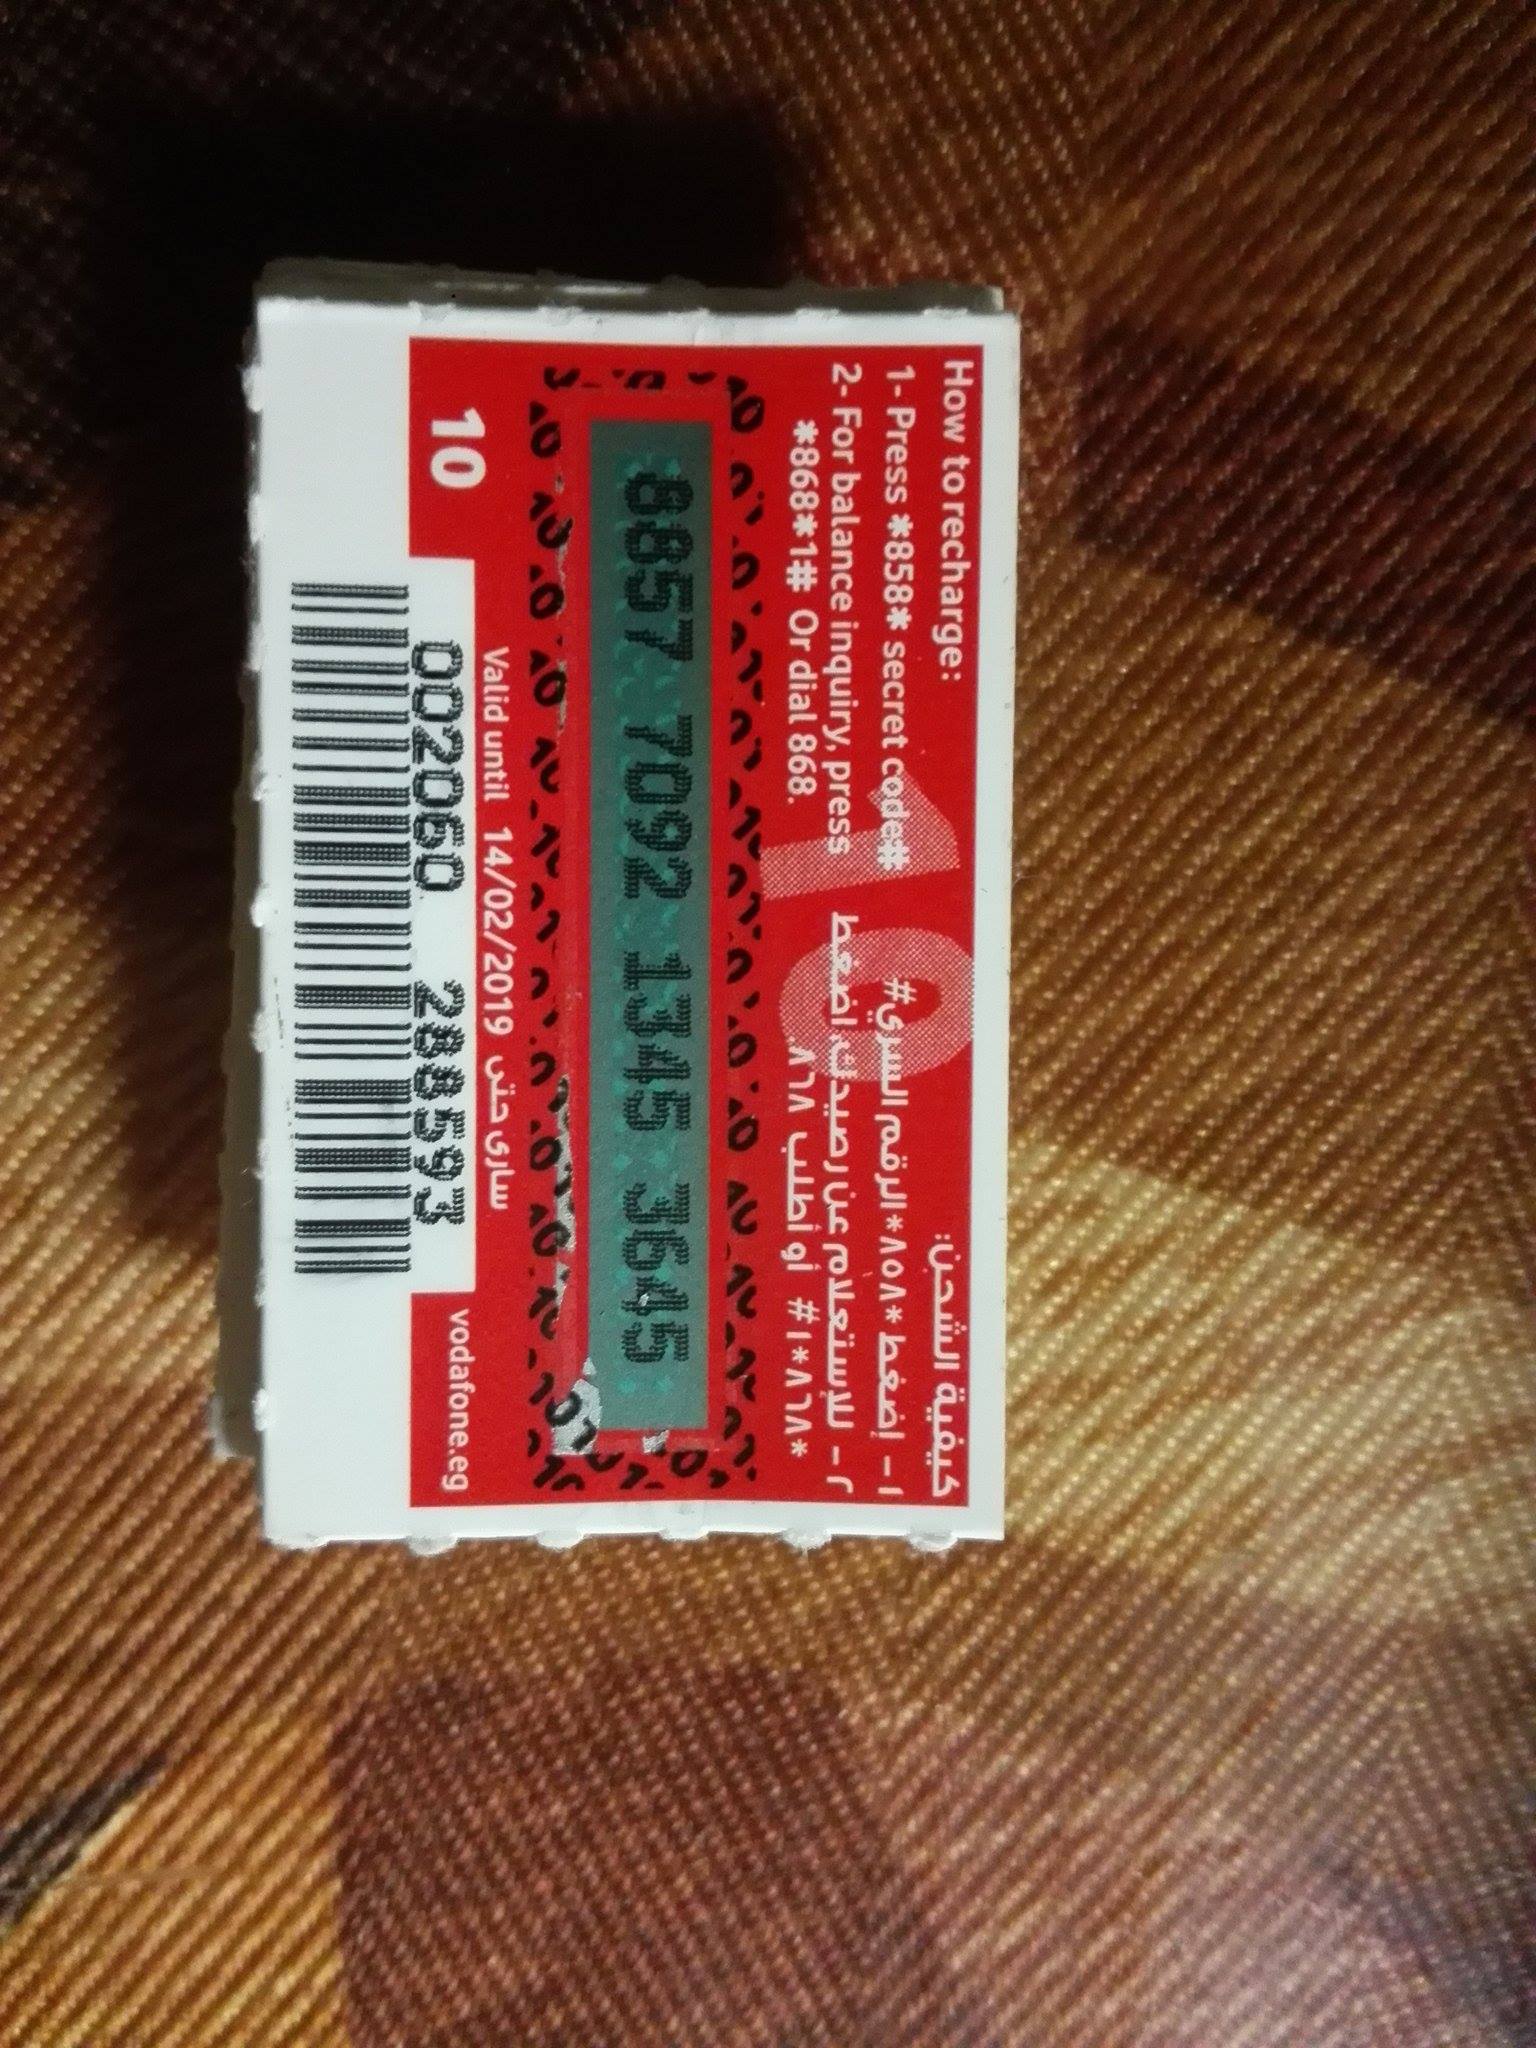 How to recharge:
كيفية الشحن:
1- Press *858* secret code#
١- إضغط *٨٥٨* الرقم السري#
2- For balance inquiry, press
*868*1# Or dial 868.
٢- للإستعلام عن رصيدك اضغط
*٨٦٨*١# أو أطلب ٨٦٨
10
8857 7092 1345 3645
Valid until 14/02/2019 سارى حتى
10
002060 288593
vodafone.eg